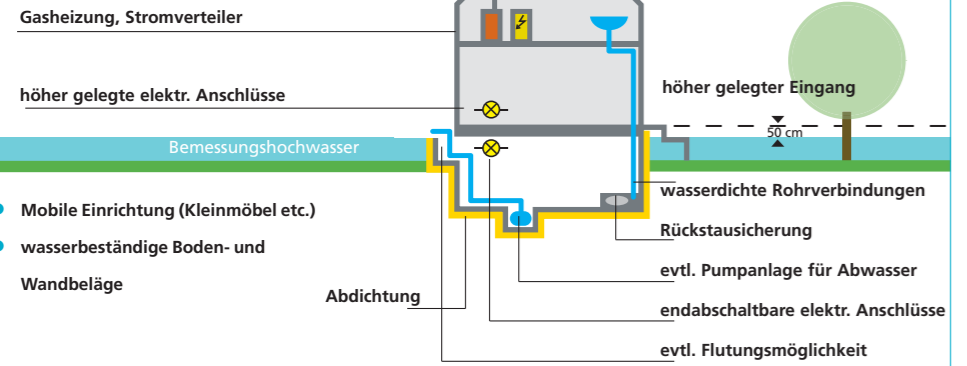 Gasheizung, Stromverteiler
höher gelegte elektr. Anschlüsse
höher gelegter Eingang
50 cm
Bemessungshochwasser
wasserdichte Rohrverbindungen
Mobile Einrichtung (Kleinmöbel etc.)
Rückstausicherung
wasserbeständige Boden- und
Wandbeläge
evtl. Pumpanlage für Abwasser
Abdichtung
endabschaltbare elektr. Anschlüsse
evtl. Flutungsmöglichkeit